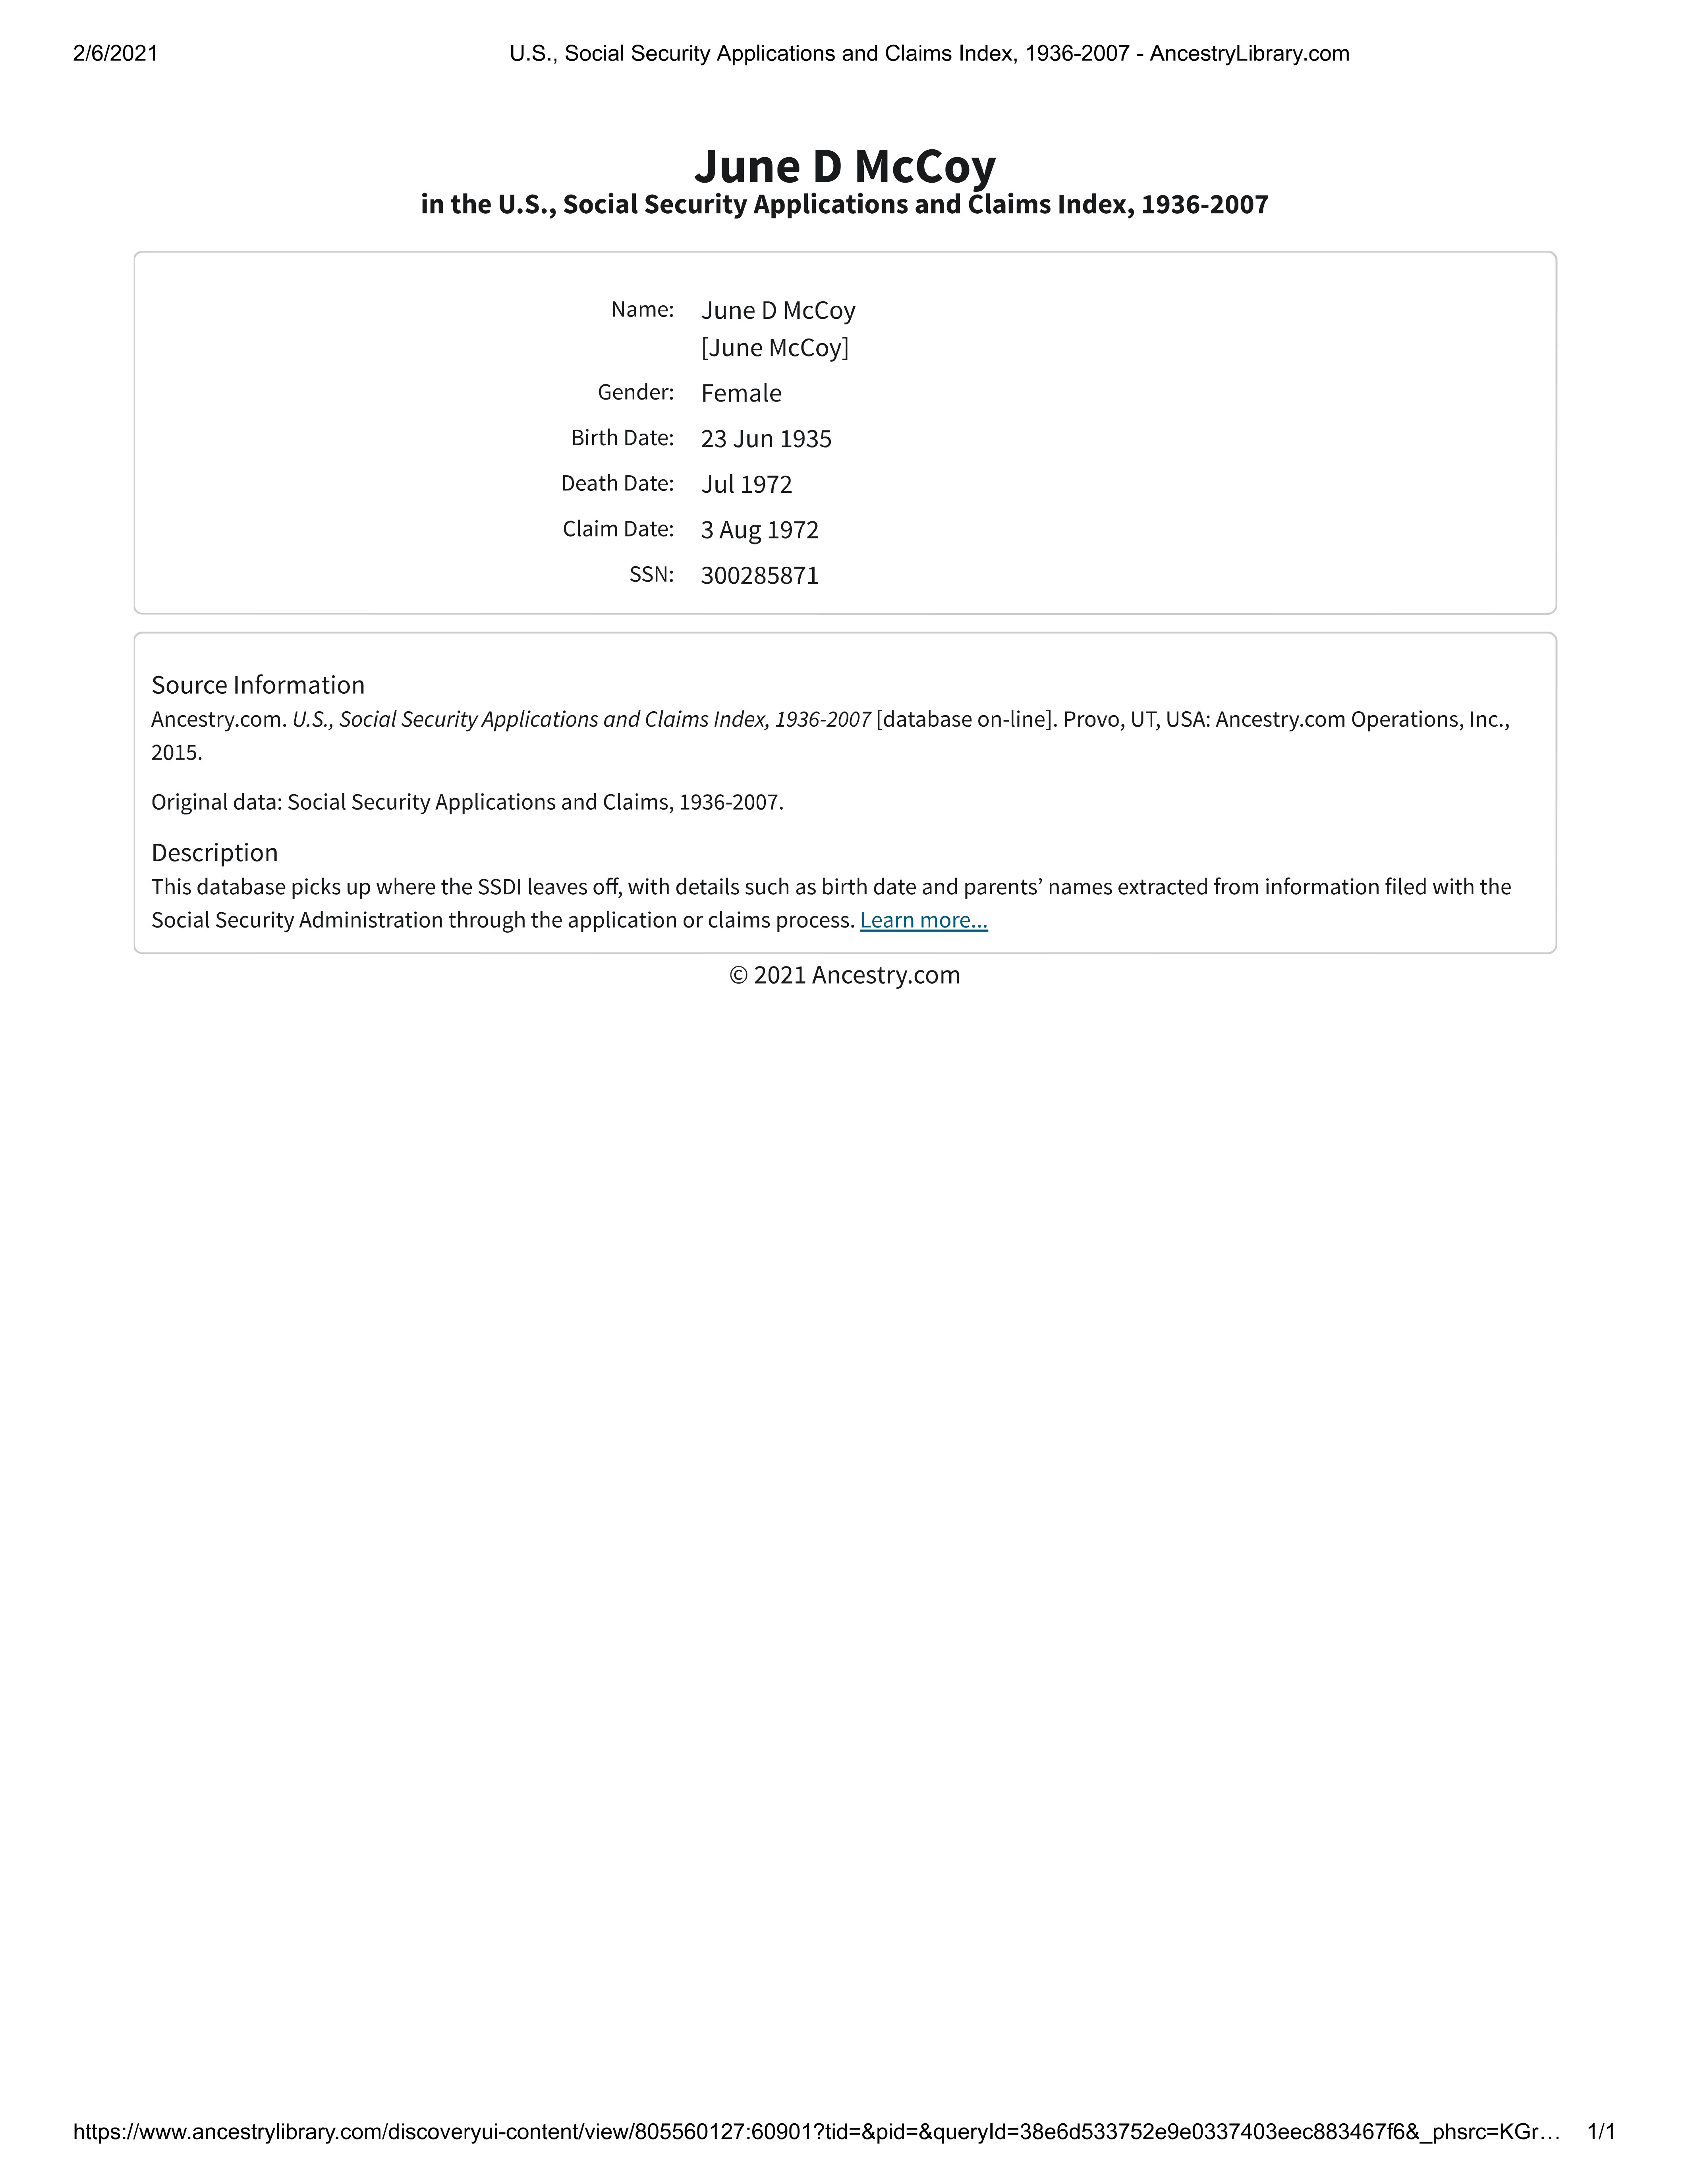 2/6/2021 U.S., Social Security Applications and Claims Index, 1936-2007 - AncestryLibrary.com
June D McCoy
in the U.S., Social Security Applications and Claims Index, 1936-2007
Name: June D McCoy
[June McCoy]
Gender: Female
Birth Date: 23 Jun 1935
Death Date: Jul 1972
Claim Date: 3 Aug 1972
SSN: 300285871
Source Information
Ancestry.com. U.S., Social Security Applications and Claims Index, 1936-2007 [database on-line]. Provo, UT, USA: Ancestry.com Operations, Inc.,
2015.
Original data: Social Security Applications and Claims, 1936-2007.
Description
This database picks up where the SSDI leaves off, with details such as birth date and parents’ names extracted from information filed with the
Social Security Administration through the application or claims process. Learn more...
© 2021 Ancestry.com
https://www.ancestrylibrary.com/discoveryui-content/view/805560127:60901?tid=&pid=&queryId=38e6d533752e9e0337403eec883467f6&_phsrc=KGr… 1/1